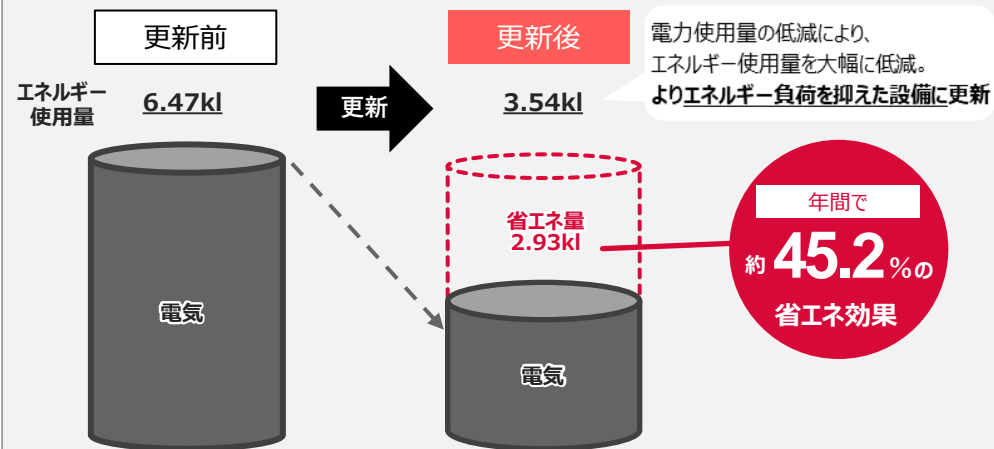 更新前
更新後
電力使用量の低減により、
エネルギー使用量を大幅に低減。
よりエネルギー負荷を抑えた設備に更新
エネルギー
使用量
6.47kl
更新
3.54kl
省エネ量
2.93kl
年間で
約45.2%の
省エネ効果
電気
電気